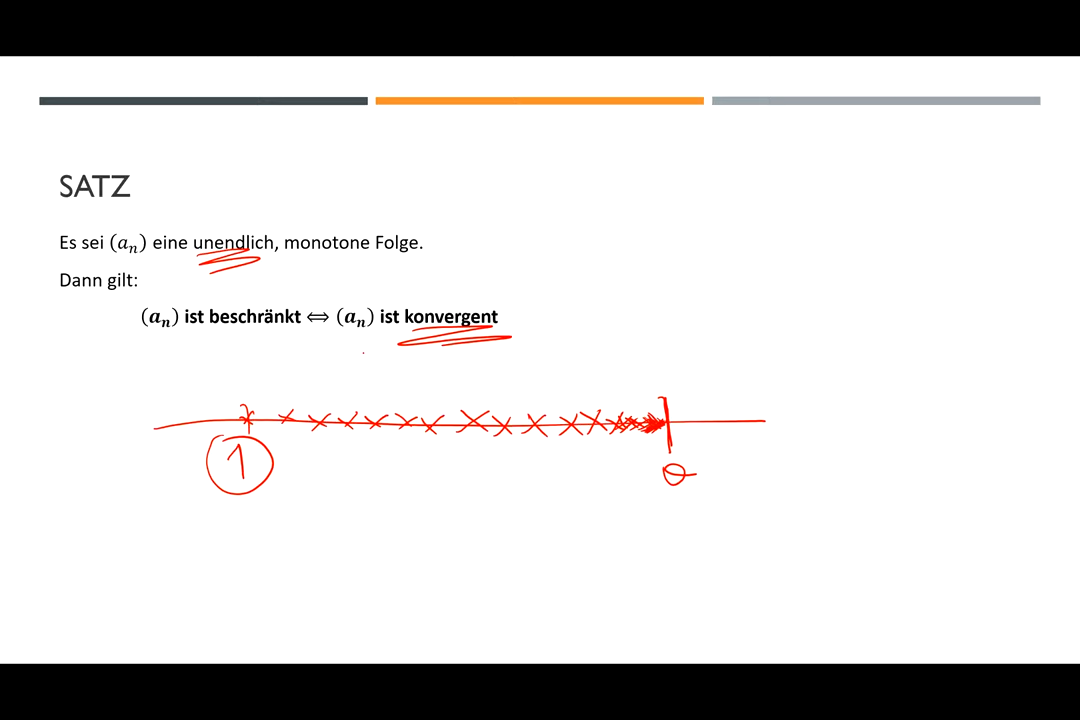 SATZ
Es sei (aₙ) eine unendlich, monotone Folge.
Dann gilt:
(aₙ) ist beschränkt ⟺ (aₙ) ist konvergent
1